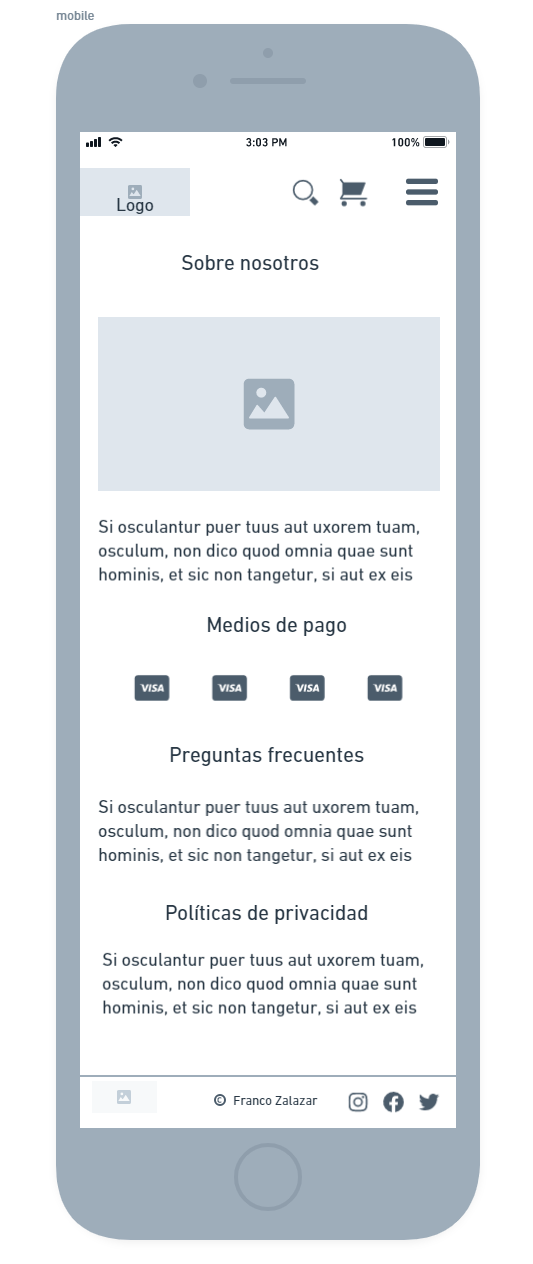 mobile
3:03 PM
100%
Logo
Sobre nosotros
Si osculantur puer tuus aut uxorem tuam,
osculum, non dico quod omnia quae sunt
hominis, et sic non tangetur, si aut ex eis
Medios de pago
VISA VISA VISA VISA
Preguntas frecuentes
Si osculantur puer tuus aut uxorem tuam,
osculum, non dico quod omnia quae sunt
hominis, et sic non tangetur, si aut ex eis
Políticas de privacidad
Si osculantur puer tuus aut uxorem tuam,
osculum, non dico quod omnia quae sunt
hominis, et sic non tangetur, si aut ex eis
© Franco Zalazar